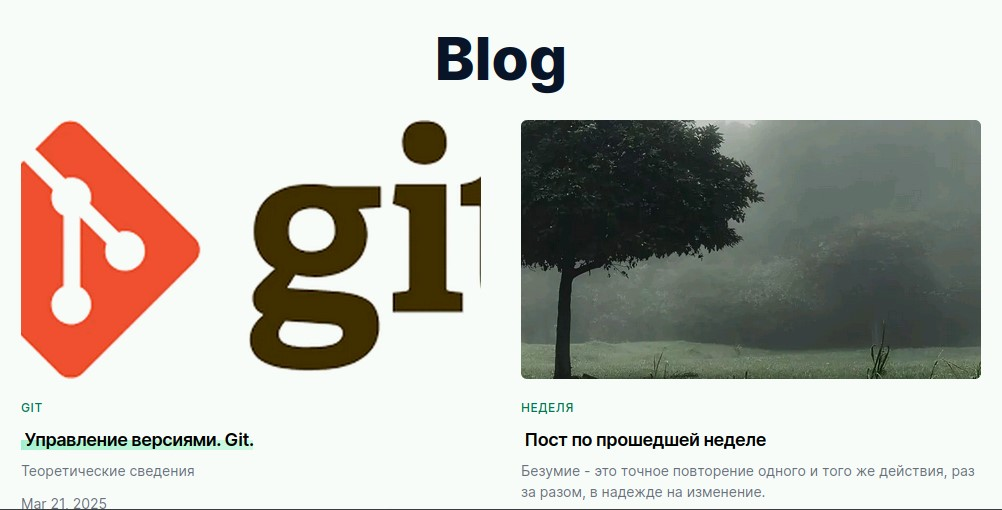 Blog
git
GIT
Управление версиями. Git.
Теоретические сведения
Mar 21, 2025
НЕДЕЛЯ
Пост по прошедшей неделе
Безумие - это точное повторение одного и того же действия, раз
за разом, в надежде на изменение.